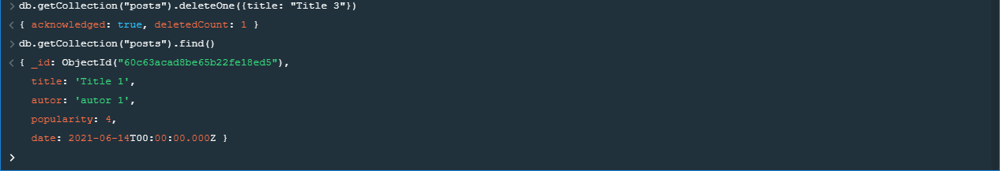 > db.getCollection("posts").deleteOne({title: "Title 3"})
< { acknowledged: true, deletedCount: 1 }
> db.getCollection("posts").find()
< { _id: ObjectId("60c63acad8be65b22fe18ed5"),
title: 'Title 1',
autor: 'autor 1',
popularity: 4,
date: 2021-06-14T00:00:00.000Z }
>